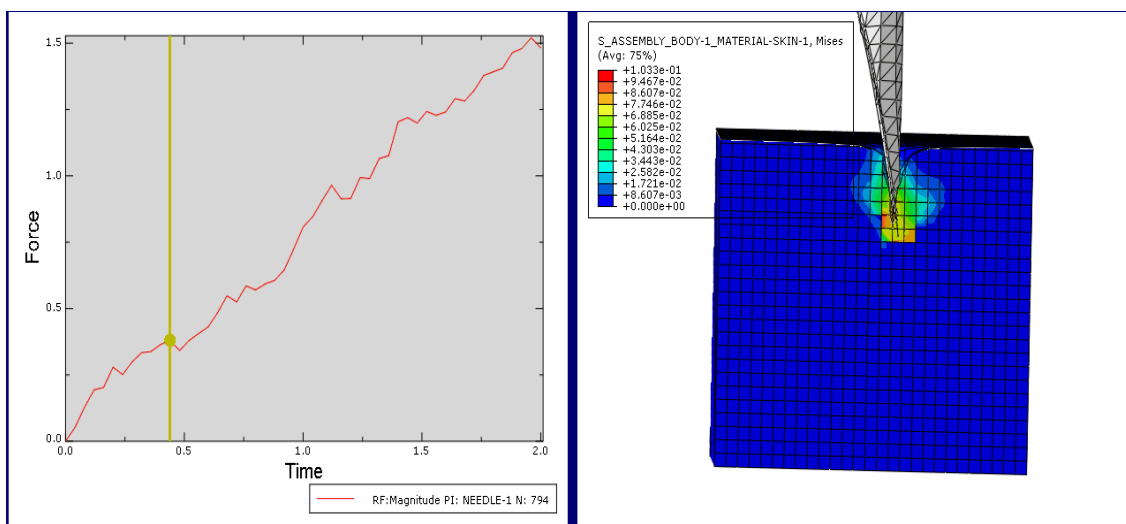 1.5
1.0
0.5
0.0
Force
0.0 0.5 1.0 1.5 2.0
Time
RF:Magnitude PI: NEEDLE-1 N: 794
S_ASSEMBLY_BODY-1_MATERIAL-SKIN-1, Mises
(Avg: 75%)
+1.033e-01
+9.467e-02
+8.607e-02
+7.746e-02
+6.885e-02
+6.025e-02
+5.164e-02
+4.303e-02
+3.443e-02
+2.582e-02
+1.721e-02
+8.607e-03
+0.000e+00